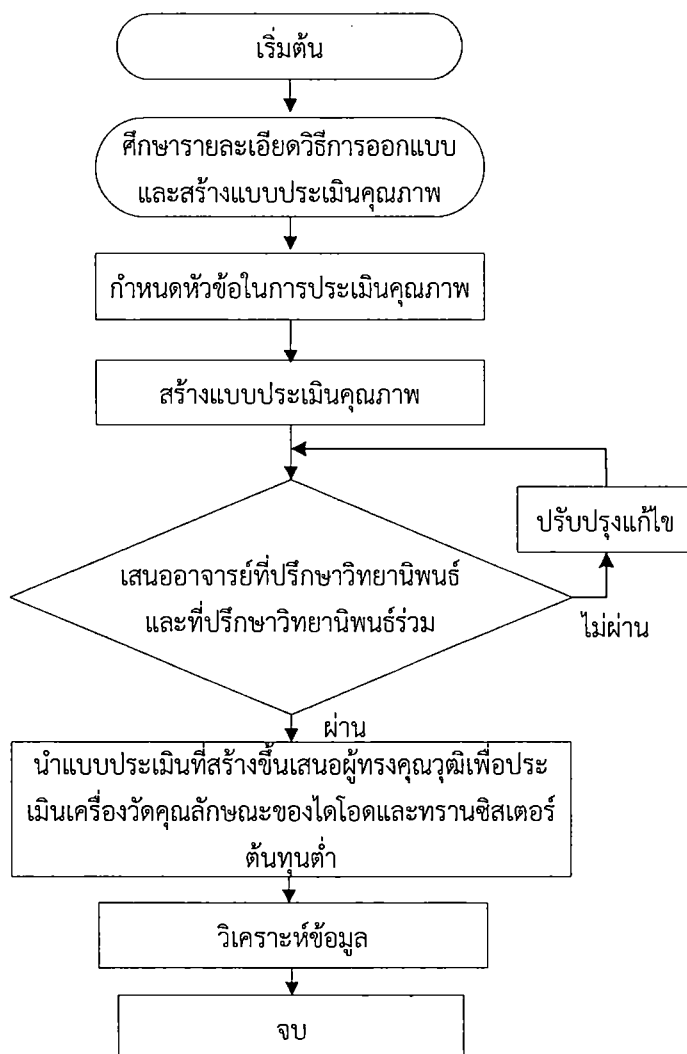 เริ่มต้น
ศึกษารายละเอียดวิธีการออกแบบ
และสร้างแบบประเมินคุณภาพ
กำหนดหัวข้อในการประเมินคุณภาพ
สร้างแบบประเมินคุณภาพ
ปรับปรุงแก้ไข
เสนออาจารย์ที่ปรึกษาวิทยานิพนธ์
และที่ปรึกษาวิทยานิพนธ์ร่วม
ไม่ผ่าน
ผ่าน
นำแบบประเมินที่สร้างขึ้นเสนอผู้ทรงคุณวุฒิเพื่อประ
เมินเครื่องวัดคุณลักษณะของไดโอดและทรานซิสเตอร์
ต้นทุนต่ำ
วิเคราะห์ข้อมูล
จบ